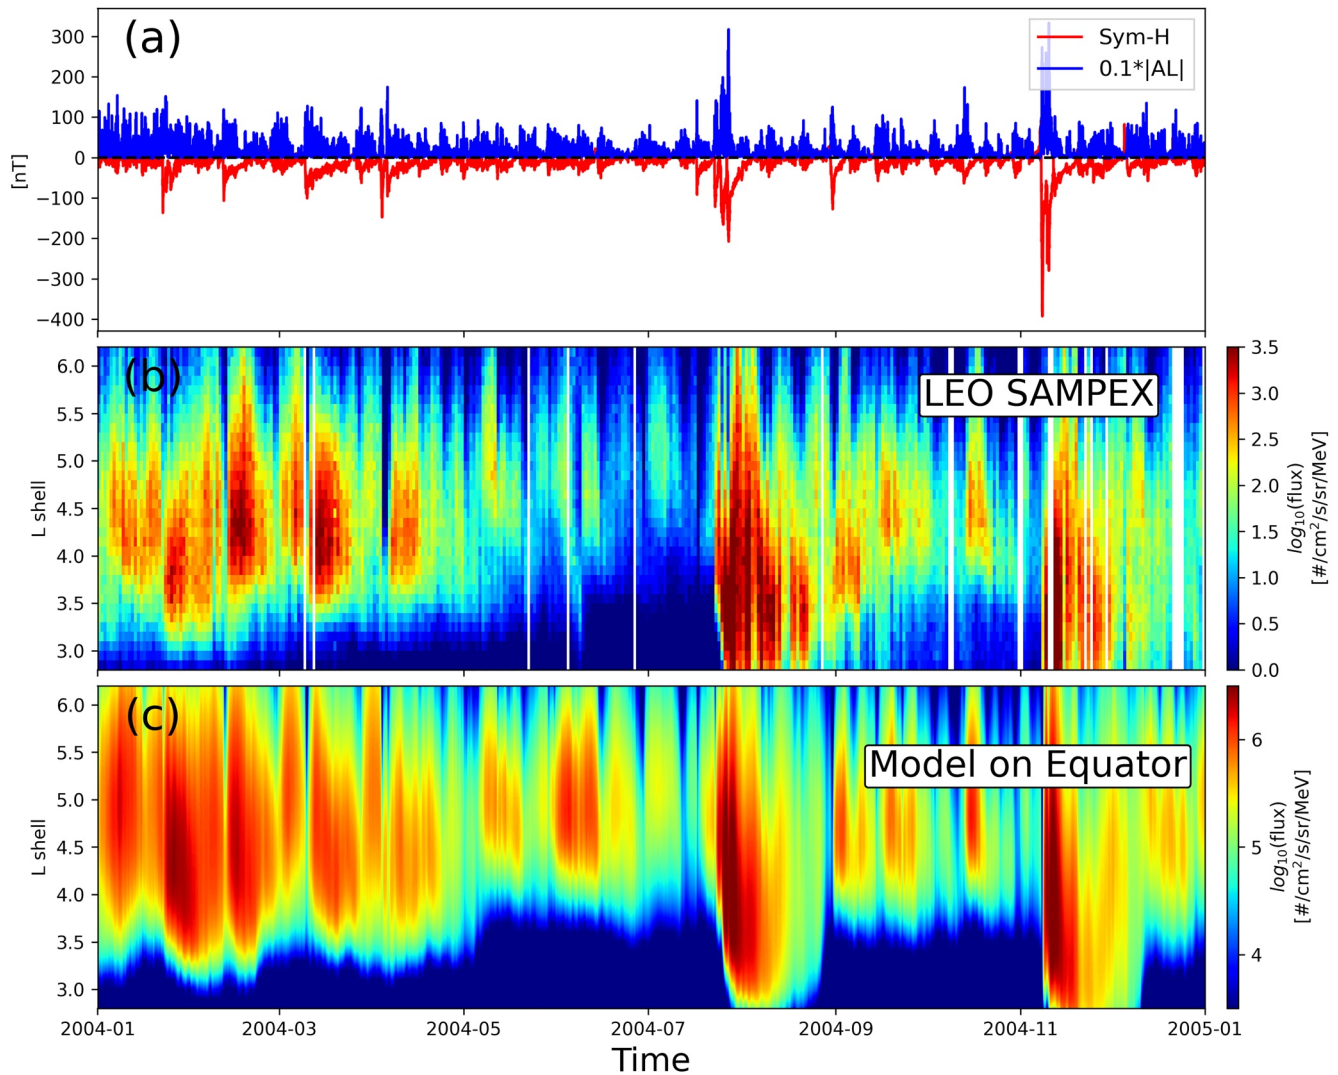 (a)
Sym-H
0.1*|AL|
300
200
100
0
−100
−200
−300
−400
[nT]
(b)
LEO SAMPEX
6.0
5.5
5.0
4.5
4.0
3.5
3.0
L shell
3.5
3.0
2.5
2.0
1.5
1.0
0.5
0.0
log10(flux)
[#/cm²/s/sr/MeV]
(c)
Model on Equator
6.0
5.5
5.0
4.5
4.0
3.5
3.0
L shell
6
5
4
log10(flux)
[#/cm²/s/sr/MeV]
2004-01 2004-03 2004-05 2004-07 2004-09 2004-11 2005-01
Time